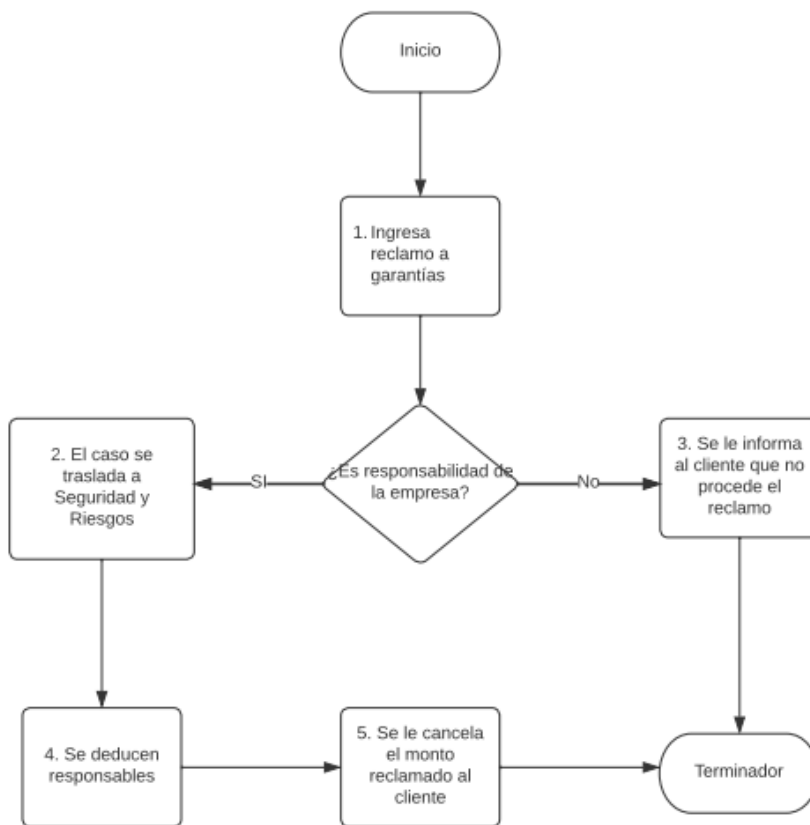 Inicio
1. Ingresa
reclamo a
garantías
¿Es responsabilidad de
la empresa?
SI
No
2. El caso se
traslada a
Seguridad y
Riesgos
3. Se le informa
al cliente que no
procede el
reclamo
4. Se deducen
responsables
5. Se le cancela
el monto
reclamado al
cliente
Terminador